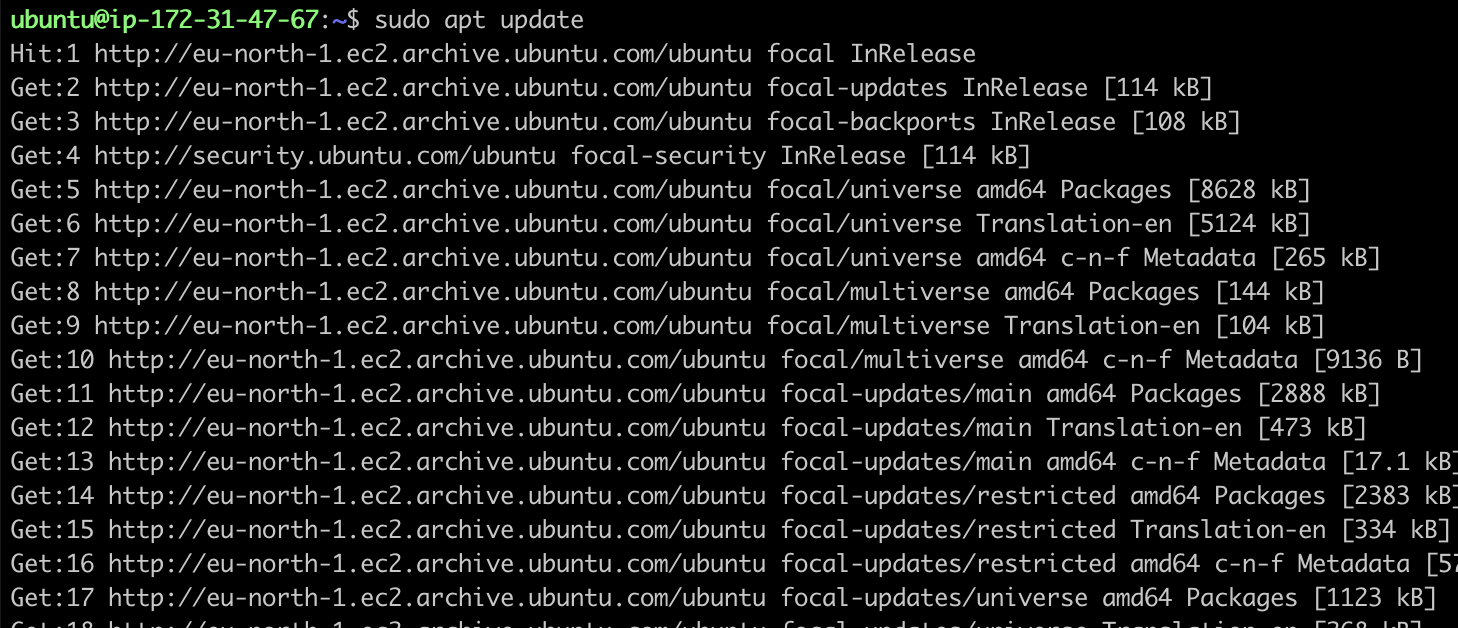 ubuntu@ip-172-31-47-67:~$ sudo apt update
Hit:1 http://eu-north-1.ec2.archive.ubuntu.com/ubuntu focal InRelease
Get:2 http://eu-north-1.ec2.archive.ubuntu.com/ubuntu focal-updates InRelease [114 kB]
Get:3 http://eu-north-1.ec2.archive.ubuntu.com/ubuntu focal-backports InRelease [108 kB]
Get:4 http://security.ubuntu.com/ubuntu focal-security InRelease [114 kB]
Get:5 http://eu-north-1.ec2.archive.ubuntu.com/ubuntu focal/universe amd64 Packages [8628 kB]
Get:6 http://eu-north-1.ec2.archive.ubuntu.com/ubuntu focal/universe Translation-en [5124 kB]
Get:7 http://eu-north-1.ec2.archive.ubuntu.com/ubuntu focal/universe amd64 c-n-f Metadata [265 kB]
Get:8 http://eu-north-1.ec2.archive.ubuntu.com/ubuntu focal/multiverse amd64 Packages [144 kB]
Get:9 http://eu-north-1.ec2.archive.ubuntu.com/ubuntu focal/multiverse Translation-en [104 kB]
Get:10 http://eu-north-1.ec2.archive.ubuntu.com/ubuntu focal/multiverse amd64 c-n-f Metadata [9136 B]
Get:11 http://eu-north-1.ec2.archive.ubuntu.com/ubuntu focal-updates/main amd64 Packages [2888 kB]
Get:12 http://eu-north-1.ec2.archive.ubuntu.com/ubuntu focal-updates/main Translation-en [473 kB]
Get:13 http://eu-north-1.ec2.archive.ubuntu.com/ubuntu focal-updates/main amd64 c-n-f Metadata [17.1 kB]
Get:14 http://eu-north-1.ec2.archive.ubuntu.com/ubuntu focal-updates/restricted amd64 Packages [2383 kB]
Get:15 http://eu-north-1.ec2.archive.ubuntu.com/ubuntu focal-updates/restricted Translation-en [334 kB]
Get:16 http://eu-north-1.ec2.archive.ubuntu.com/ubuntu focal-updates/restricted amd64 c-n-f Metadata
Get:17 http://eu-north-1.ec2.archive.ubuntu.com/ubuntu focal-updates/universe amd64 Packages [1123 kB]